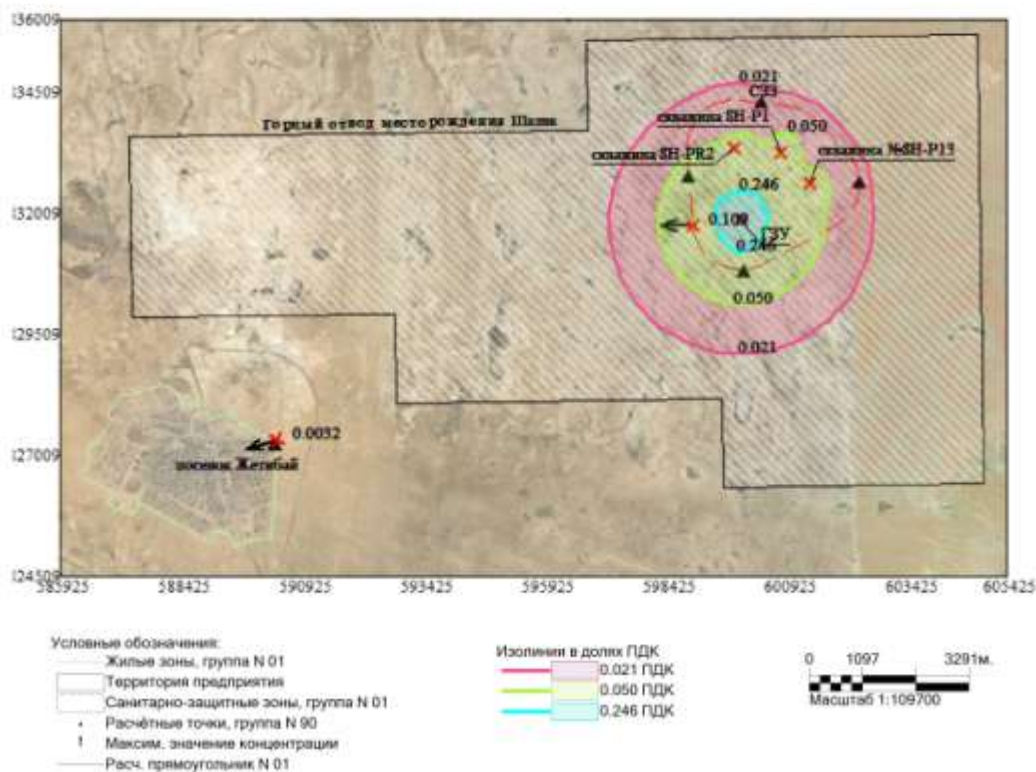 136009
134509
132009
129509
127009
124509
585925 588425 590925 593425 595925 598425 600925 603425 605425
Горный отвод месторождения
0.021
СЗЗ
скважина SH-P1
0.050
скважина SH-PR2
скважина №SH-P13
0.246
0.109
ГЗУ
0.246
0.050
0.021
0.0032
поселок Жетибай
Условные обозначения:
Жилые зоны, группа N 01
Территория предприятия
Санитарно-защитные зоны, группа N 01
Расчётные точки, группа N 90
Максим. значение концентрации
Расч. прямоугольник N 01
Изолинии в долях ПДК
0.021 ПДК
0.050 ПДК
0.246 ПДК
0 1097 3291м.
Масштаб 1:109700